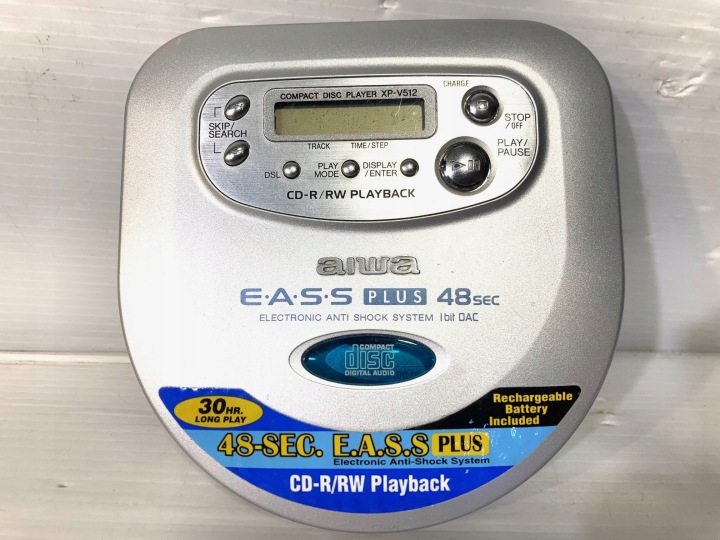 COMPACT DISC PLAYER XP-V512
CHARGE
SKIP/
SEARCH
STOP
/OFF
TRACK TIME/STEP
PLAY/
PAUSE
DSL
PLAY
MODE
DISPLAY
/ENTER
CD-R/RW PLAYBACK
aiwa
E·A·S·S PLUS 48SEC
ELECTRONIC ANTI SHOCK SYSTEM 1bit DAC
COMPACT
disc
DIGITAL AUDIO
30HR.
LONG PLAY
Rechargeable
Battery
Included
48-SEC. E.A.S.S PLUS
Electronic Anti-Shock System
CD-R/RW Playback